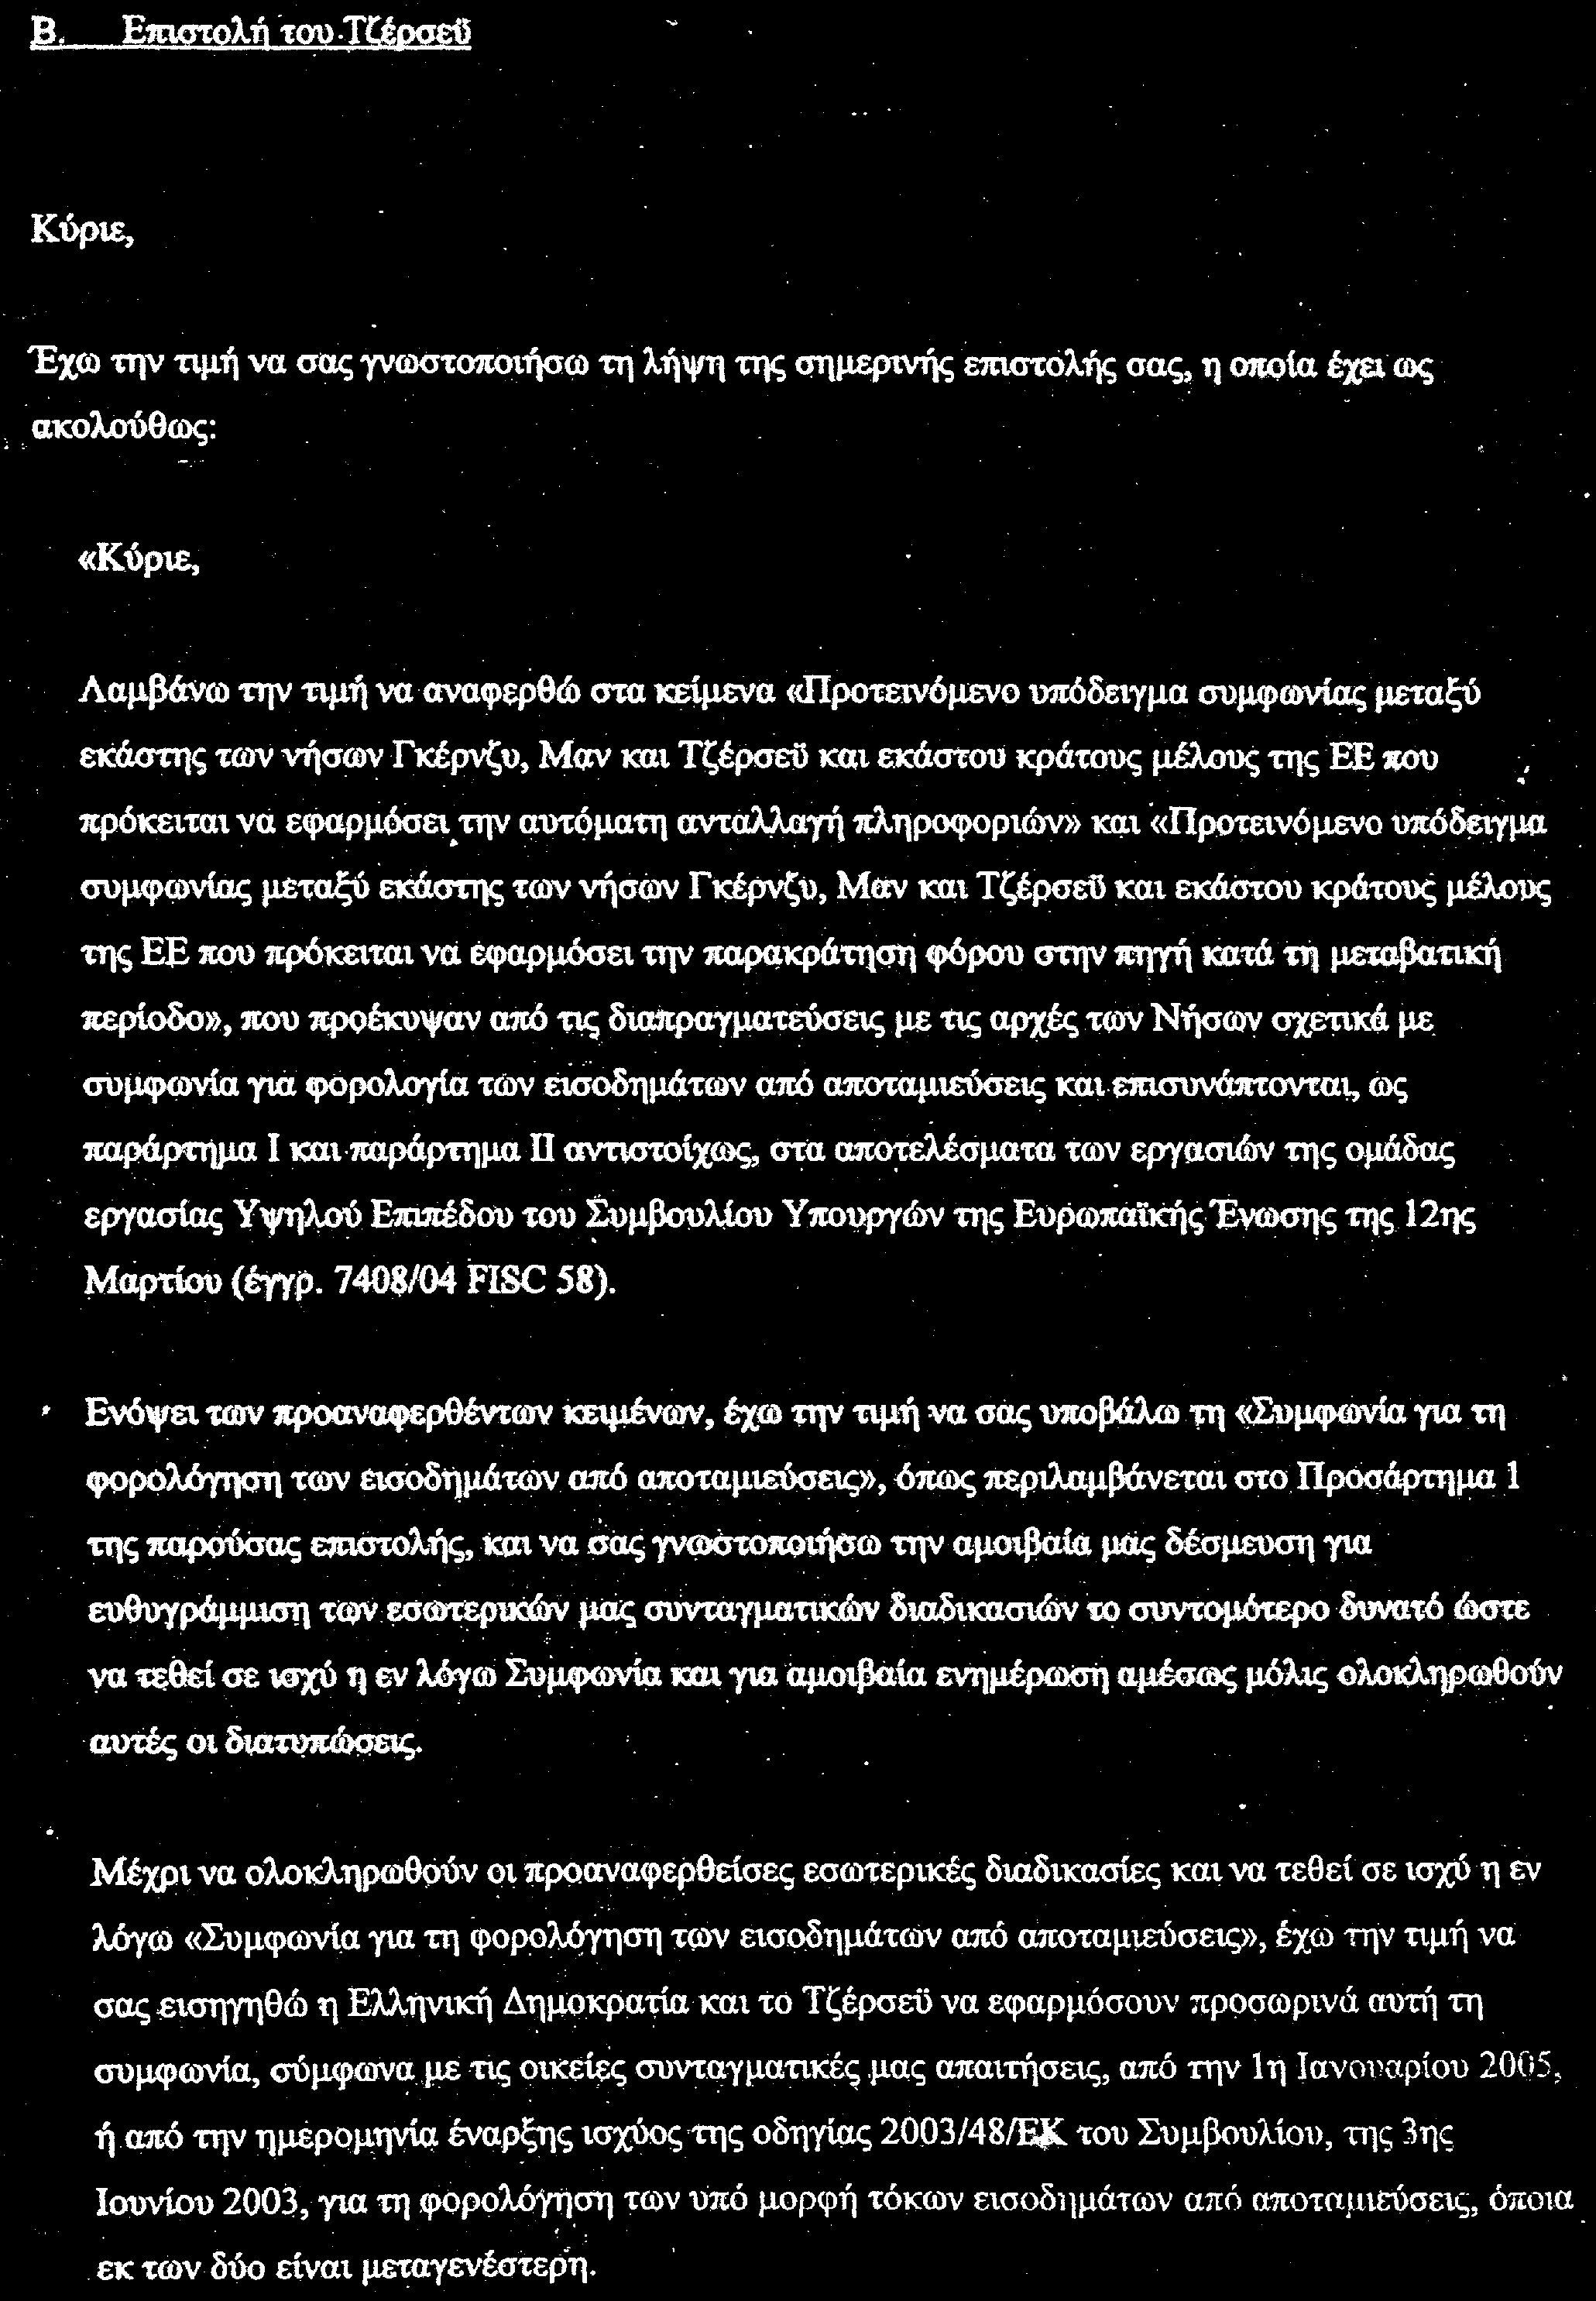 Β. Επιστολή του Τζέρσεϋ
Κύριε,
Έχω την τιμή να σας γνωστοποιήσω τη λήψη της σημερινής επιστολής σας, η οποία έχει ως
ακολούθως:
«Κύριε,
Λαμβάνω την τιμή να αναφερθώ στα κείμενα «Προτεινόμενο υπόδειγμα συμφωνίας μεταξύ
εκάστης των νήσων Γκέρνζυ, Μαν και Τζέρσεϋ και εκάστου κράτους μέλους της ΕΕ που
πρόκειται να εφαρμόσει την αυτόματη ανταλλαγή πληροφοριών» και «Προτεινόμενο υπόδειγμα
συμφωνίας μεταξύ εκάστης των νήσων Γκέρνζυ, Μαν και Τζέρσεϋ και εκάστου κράτους μέλους
της ΕΕ που πρόκειται να εφαρμόσει την παρακράτηση φόρου στην πηγή κατά τη μεταβατική
περίοδο», που προέκυψαν από τις διαπραγματεύσεις με τις αρχές των Νήσων σχετικά με
συμφωνία για φορολογία των εισοδημάτων από αποταμιεύσεις και επισυνάπτονται, ως
παράρτημα Ι και παράρτημα ΙΙ αντιστοίχως, στα αποτελέσματα των εργασιών της ομάδας
εργασίας Υψηλού Επιπέδου του Συμβουλίου Υπουργών της Ευρωπαϊκής Ένωσης της 12ης
Μαρτίου (έγγρ. 7408/04 FISC 58).
Ενόψει των προαναφερθέντων κειμένων, έχω την τιμή να σας υποβάλω τη «Συμφωνία για τη
φορολόγηση των εισοδημάτων από αποταμιεύσεις», όπως περιλαμβάνεται στο Προσάρτημα 1
της παρούσας επιστολής, και να σας γνωστοποιήσω την αμοιβαία μας δέσμευση για
ευθυγράμμιση των εσωτερικών μας συνταγματικών διαδικασιών το συντομότερο δυνατό ώστε
να τεθεί σε ισχύ η εν λόγω Συμφωνία και για αμοιβαία ενημέρωση αμέσως μόλις ολοκληρωθούν
αυτές οι διατυπώσεις.
Μέχρι να ολοκληρωθούν οι προαναφερθείσες εσωτερικές διαδικασίες και να τεθεί σε ισχύ η εν
λόγω «Συμφωνία για τη φορολόγηση των εισοδημάτων από αποταμιεύσεις», έχω την τιμή να
σας εισηγηθώ η Ελληνική Δημοκρατία και το Τζέρσεϋ να εφαρμόσουν προσωρινά αυτή τη
συμφωνία, σύμφωνα με τις οικείες συνταγματικές μας απαιτήσεις, από την 1η Ιανουαρίου 2005,
ή από την ημερομηνία έναρξης ισχύος της οδηγίας 2003/48/ΕΚ του Συμβουλίου, της 3ης
Ιουνίου 2003, για τη φορολόγηση των υπό μορφή τόκων εισοδημάτων από αποταμιεύσεις, όποια
εκ των δύο είναι μεταγενέστερη.